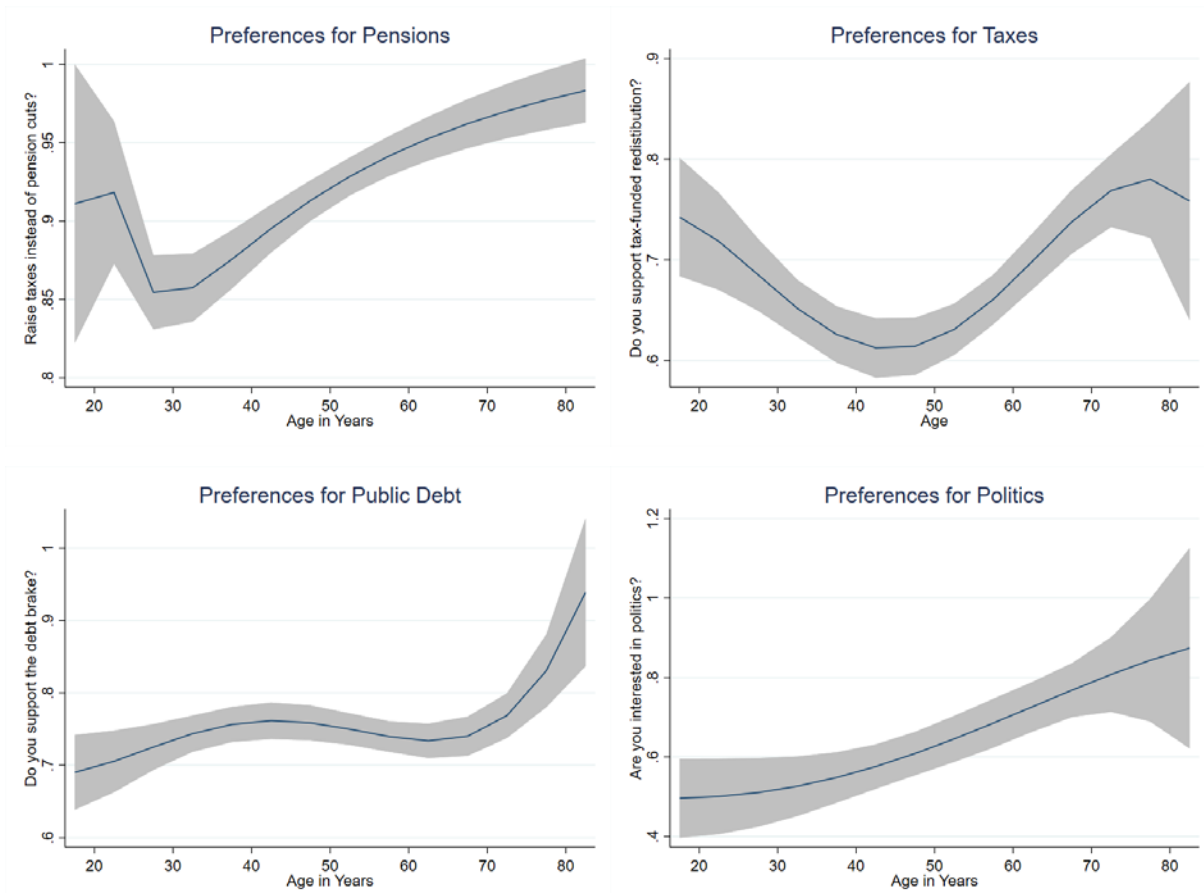 Preferences for Pensions
Raise taxes instead of pension cuts?
1
.95
.9
.85
.8
20 30 40 50 60 70 80
Age in Years
Preferences for Taxes
Do you support tax-funded redistibution?
.9
.8
.7
.6
20 30 40 50 60 70 80
Age
Preferences for Public Debt
Do you support the debt brake?
1
.9
.8
.7
.6
20 30 40 50 60 70 80
Age in Years
Preferences for Politics
Are you interested in politics?
1.2
1
.8
.6
.4
20 30 40 50 60 70 80
Age in Years